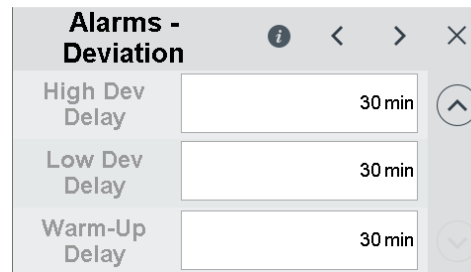 Alarms -
Deviation
High Dev
Delay
30 min
Low Dev
Delay
30 min
Warm-Up
Delay
30 min